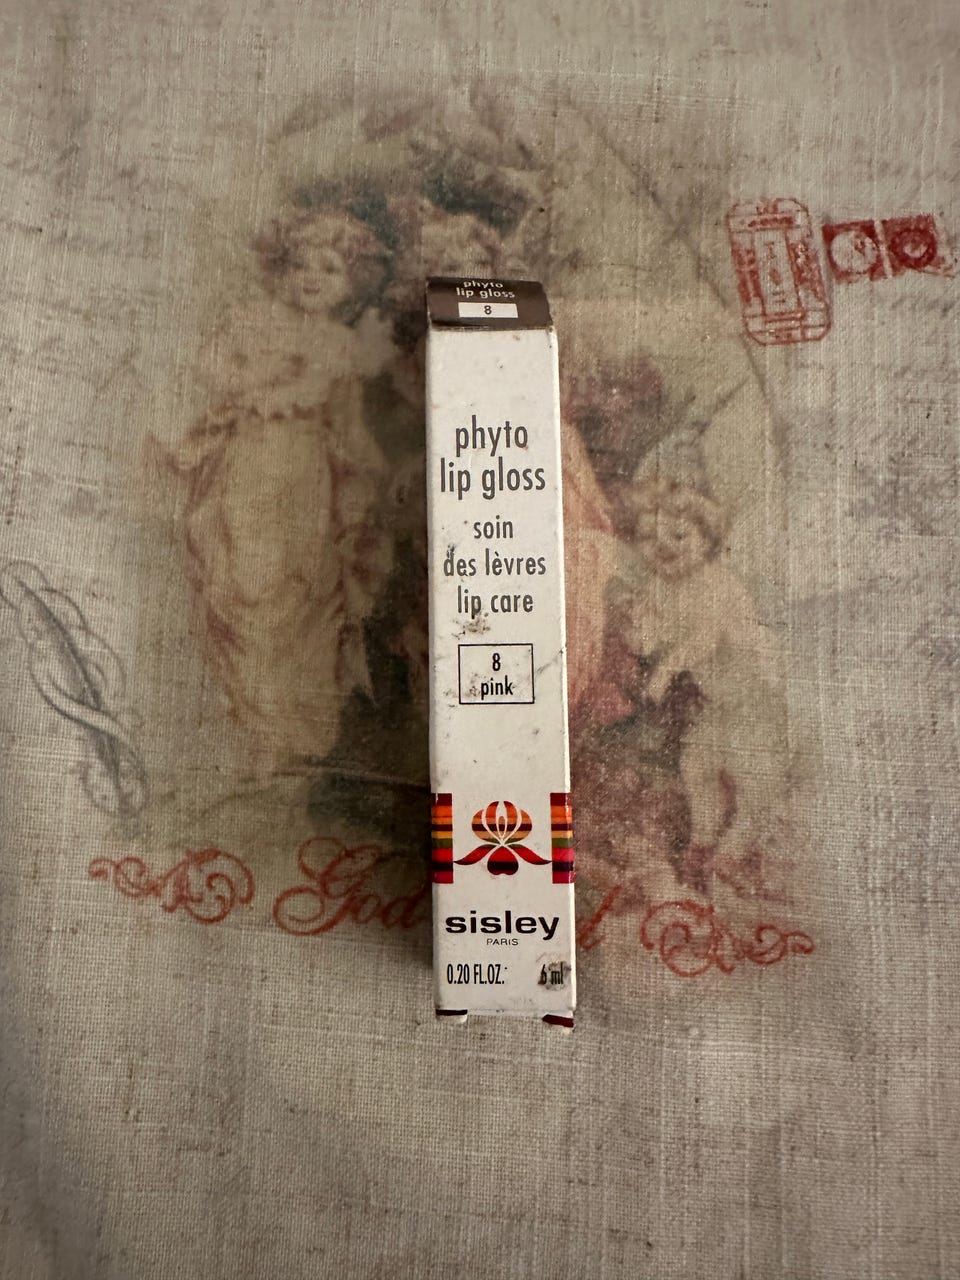 phyto
lip gloss
8
phyto
lip gloss
soin
des lèvres
lip care
8
pink
God
sisley
PARIS
0.20 FL.OZ. 6 ml